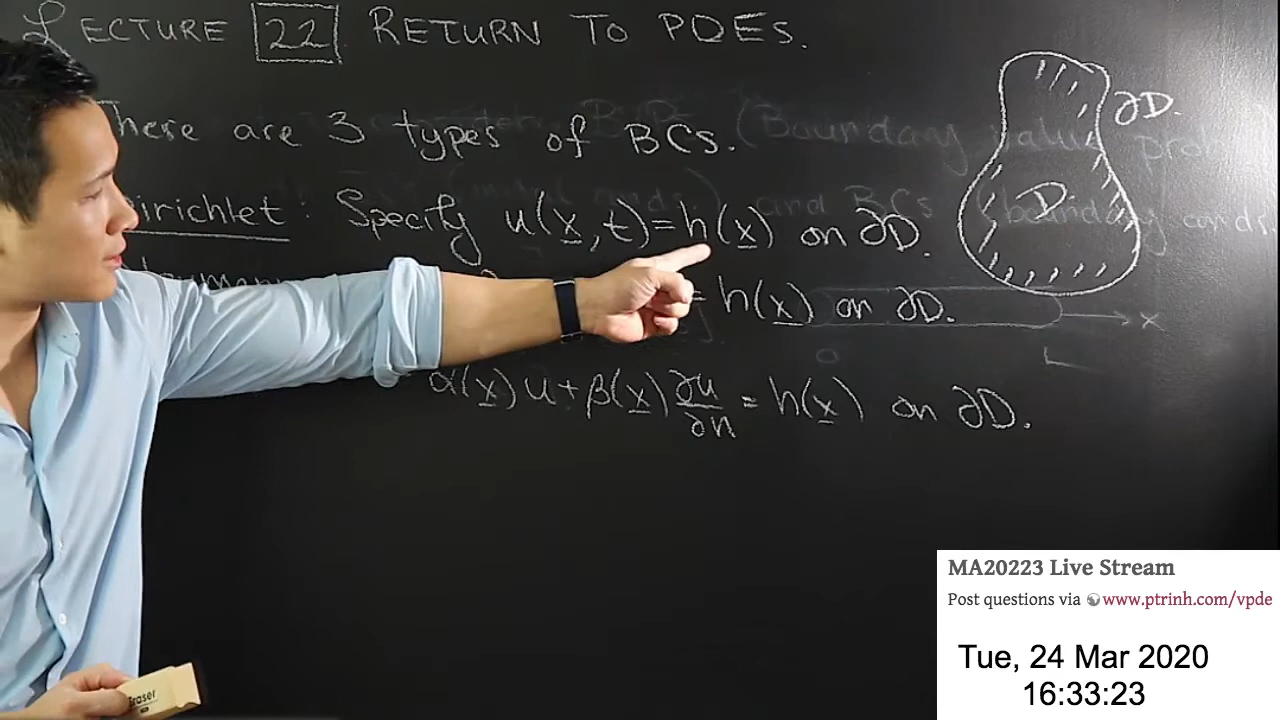 LECTURE 22 RETURN TO PDEs.
There are 3 types of BCs.
∂D.
D
Dirichlet: Specify u(x,t)=h(x) on ∂D.
= h(x) on ∂D.
x
0
L
α(x)u+β(x) ∂u/∂n = h(x) on ∂D.
Eraser
MA20223 Live Stream
Post questions via www.ptrinh.com/vpde
Tue, 24 Mar 2020
16:33:23